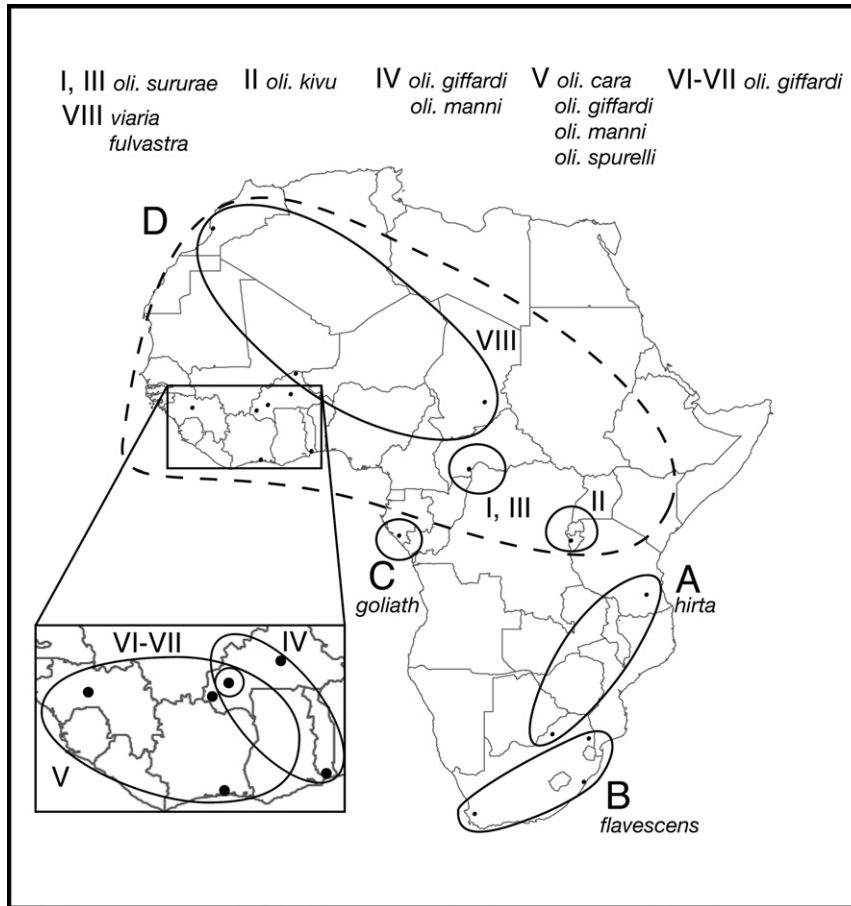 I, III oli. sururae II oli. kivu IV oli. giffardi V oli. cara VI-VII oli. giffardi
VIII viaria oli. manni oli. giffardi
fulvastra oli. manni
oli. spurelli
D
VIII
I, III
II
C
goliath
A
hirta
VI-VII
IV
V
B
flavescens